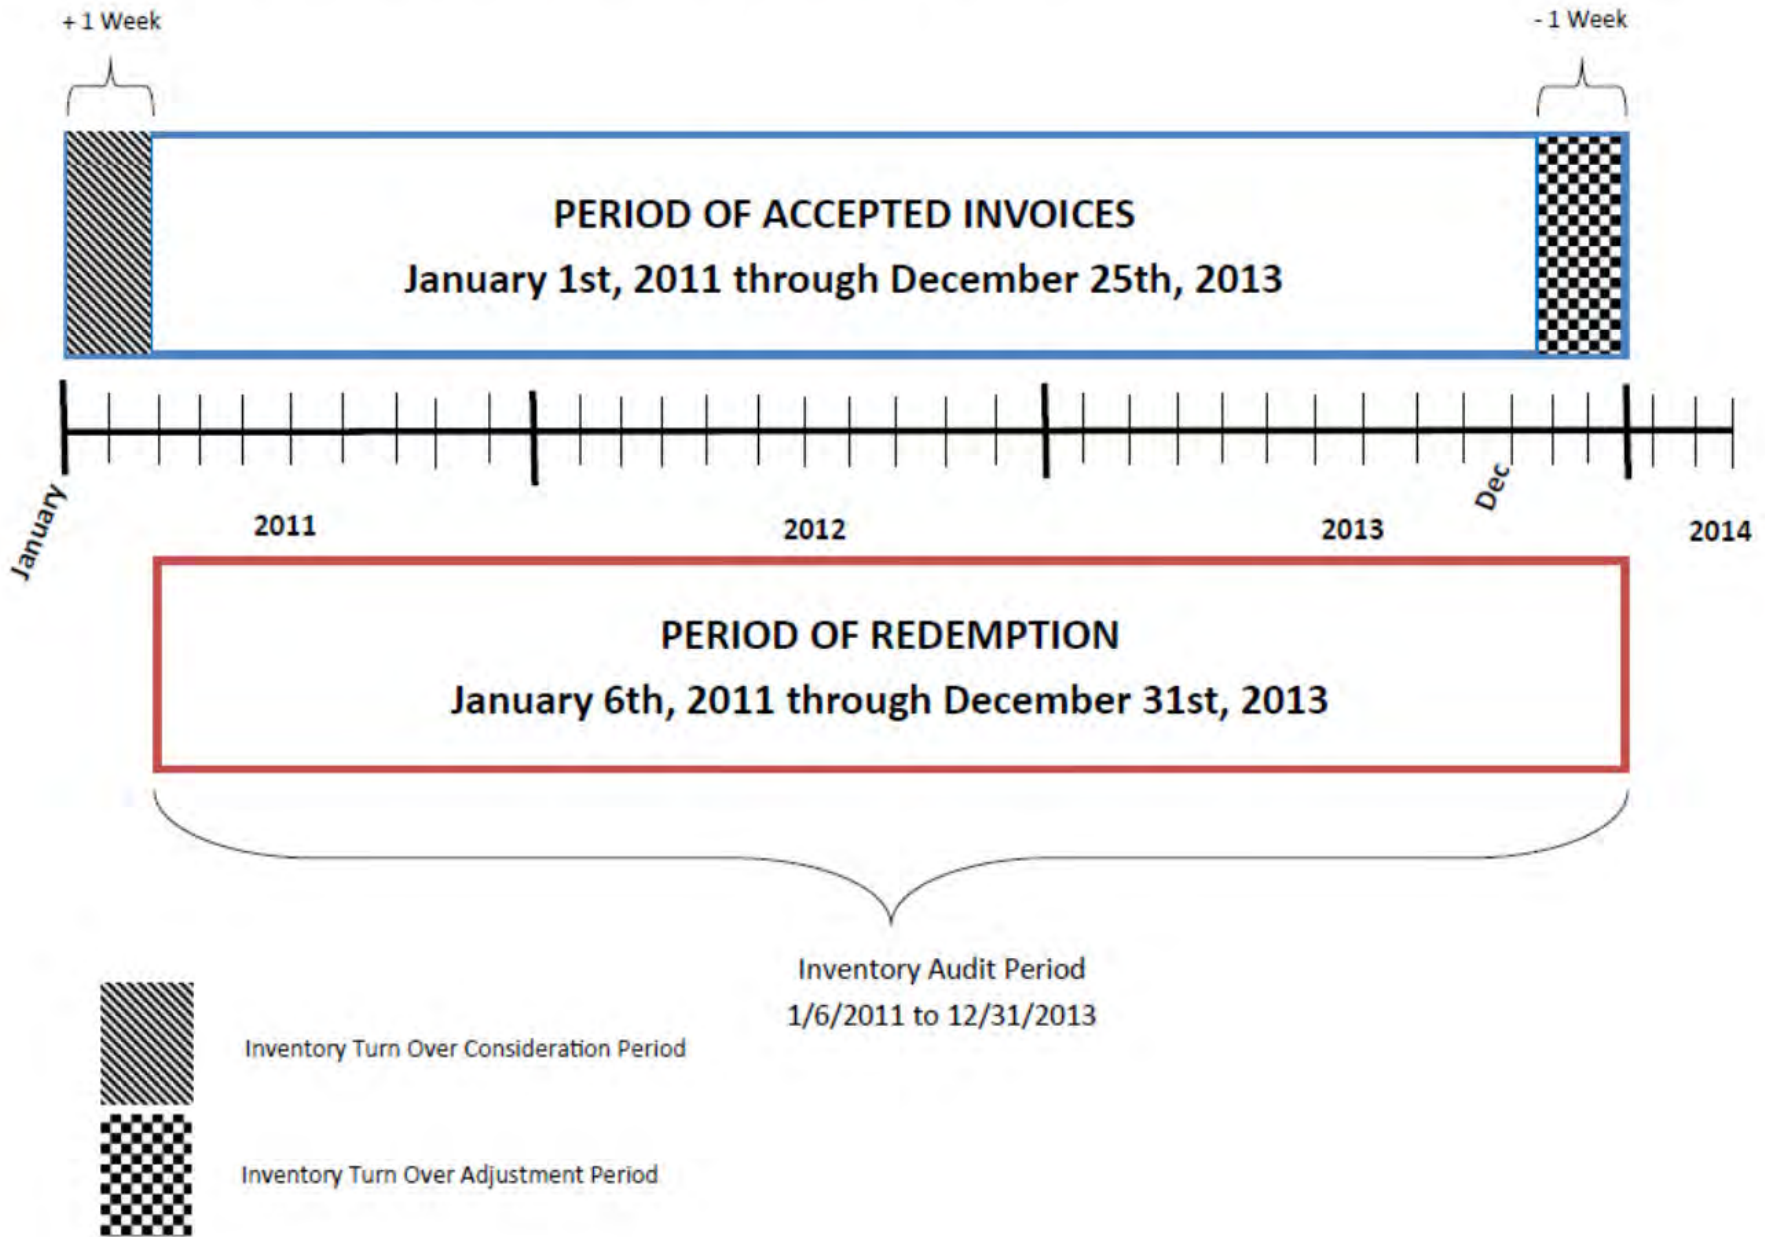 + 1 Week
- 1 Week
PERIOD OF ACCEPTED INVOICES
January 1st, 2011 through December 25th, 2013
January
2011
2012
2013
Dec
2014
PERIOD OF REDEMPTION
January 6th, 2011 through December 31st, 2013
Inventory Audit Period
1/6/2011 to 12/31/2013
Inventory Turn Over Consideration Period
Inventory Turn Over Adjustment Period